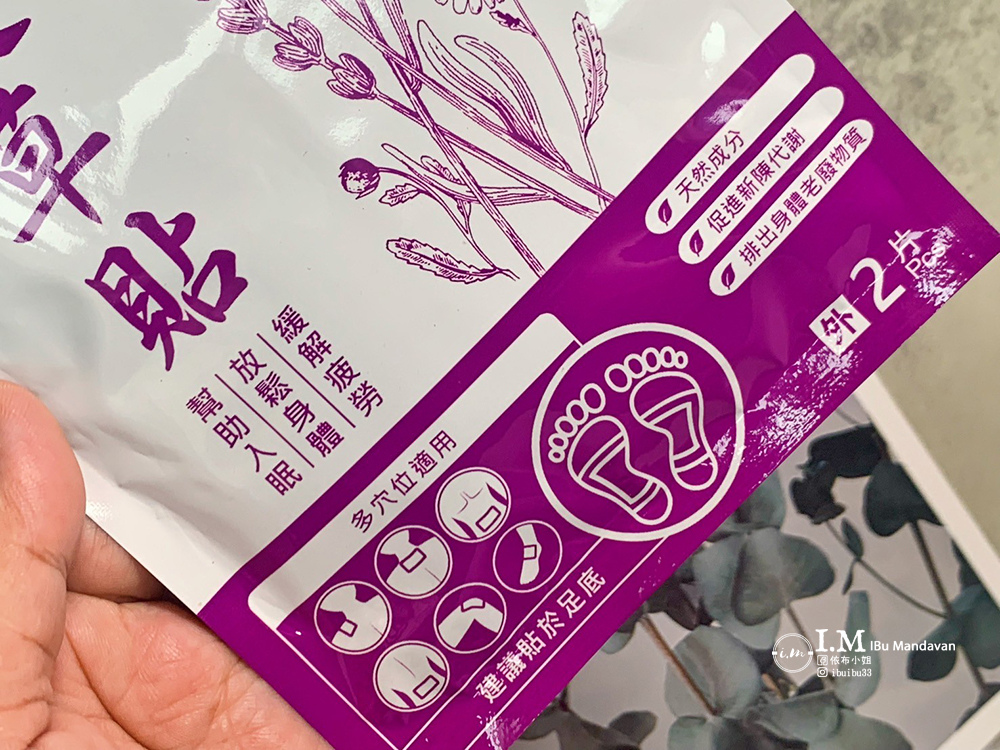 草貼
緩解疲勞
放鬆身體
幫助入眠
天然成分
促進新陳代謝
排出身體老廢物質
外2片
PCS
多穴位適用
建議貼於足底
I.M IBu Mandavan
依布小姐
ibuibu33
i.m